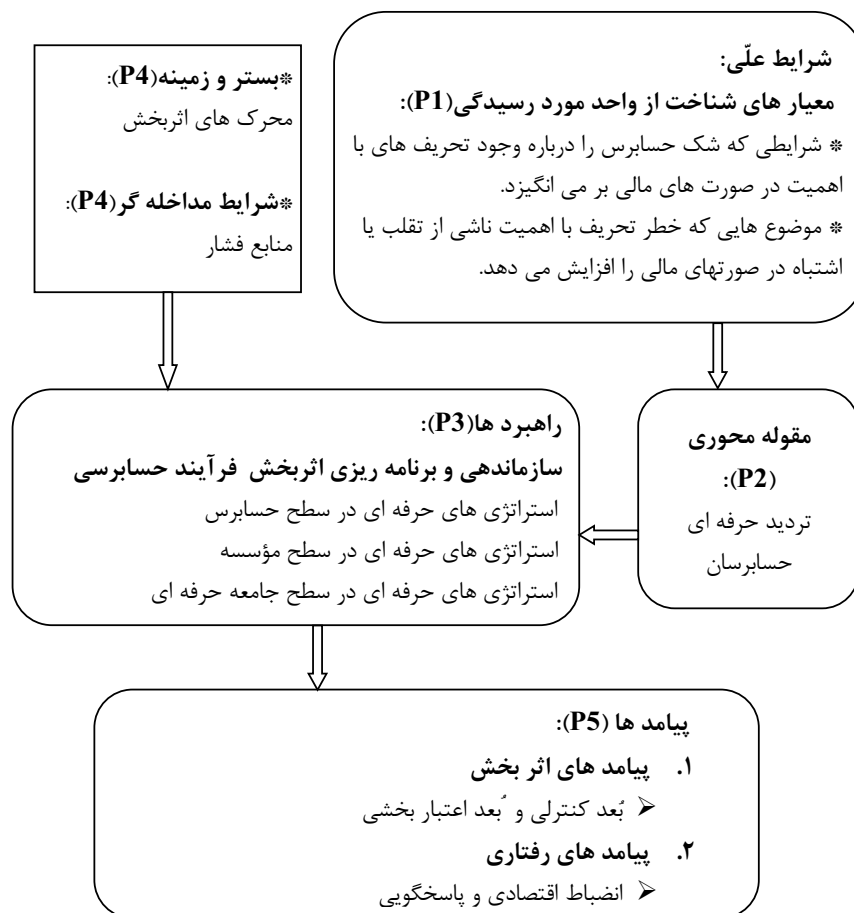 شرایط علّی:
معیار های شناخت از واحد مورد رسیدگی(P1):
* شرایطی که شک حسابرس را درباره وجود تحریف های با
اهمیت در صورت های مالی بر می انگیزد.
* موضوع هایی که خطر تحریف با اهمیت ناشی از تقلب یا
اشتباه در صورتهای مالی را افزایش می دهد.
*بستر و زمینه(P4):
محرک های اثربخش
*شرایط مداخله گر(P4):
منابع فشار
مقوله محوری
(P2):
تردید حرفه ای
حسابرسان
راهبرد ها(P3):
سازماندهی و برنامه ریزی اثربخش فرآیند حسابرسی
استراتژی های حرفه ای در سطح حسابرس
استراتژی های حرفه ای در سطح مؤسسه
استراتژی های حرفه ای در سطح جامعه حرفه ای
پیامد ها (P5):
۱. پیامد های اثر بخش
➢ بُعد کنترلی و بُعد اعتبار بخشی
۲. پیامد های رفتاری
➢ انضباط اقتصادی و پاسخگویی